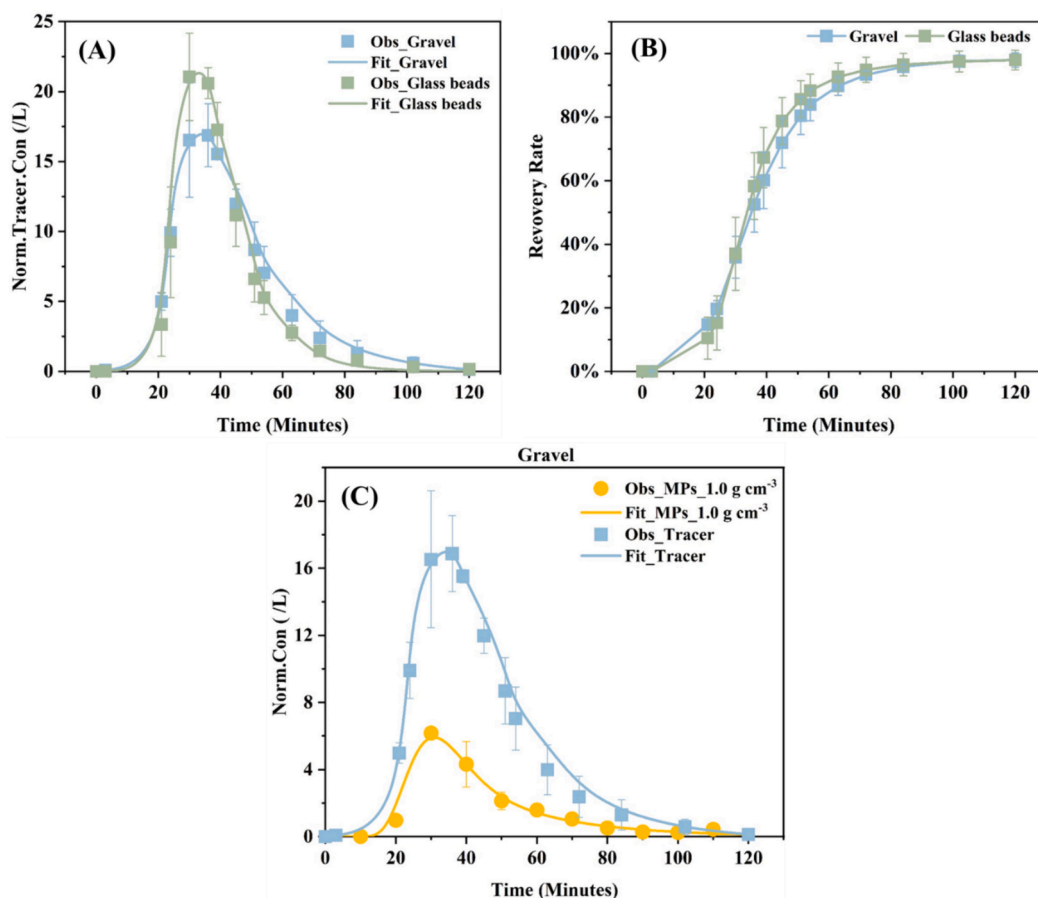 (A)
Obs_Gravel
Fit_Gravel
Obs_Glass beads
Fit_Glass beads
Norm.Tracer.Con (/L)
25
20
15
10
5
0
0 20 40 60 80 100 120
Time (Minutes)
(B)
Gravel Glass beads
Revovery Rate
100%
80%
60%
40%
20%
0%
0 20 40 60 80 100 120
Time (Minutes)
Gravel
(C)
Obs_MPs_1.0 g cm⁻³
Fit_MPs_1.0 g cm⁻³
Obs_Tracer
Fit_Tracer
Norm.Con ( /L)
20
16
12
8
4
0
0 20 40 60 80 100 120
Time (Minutes)